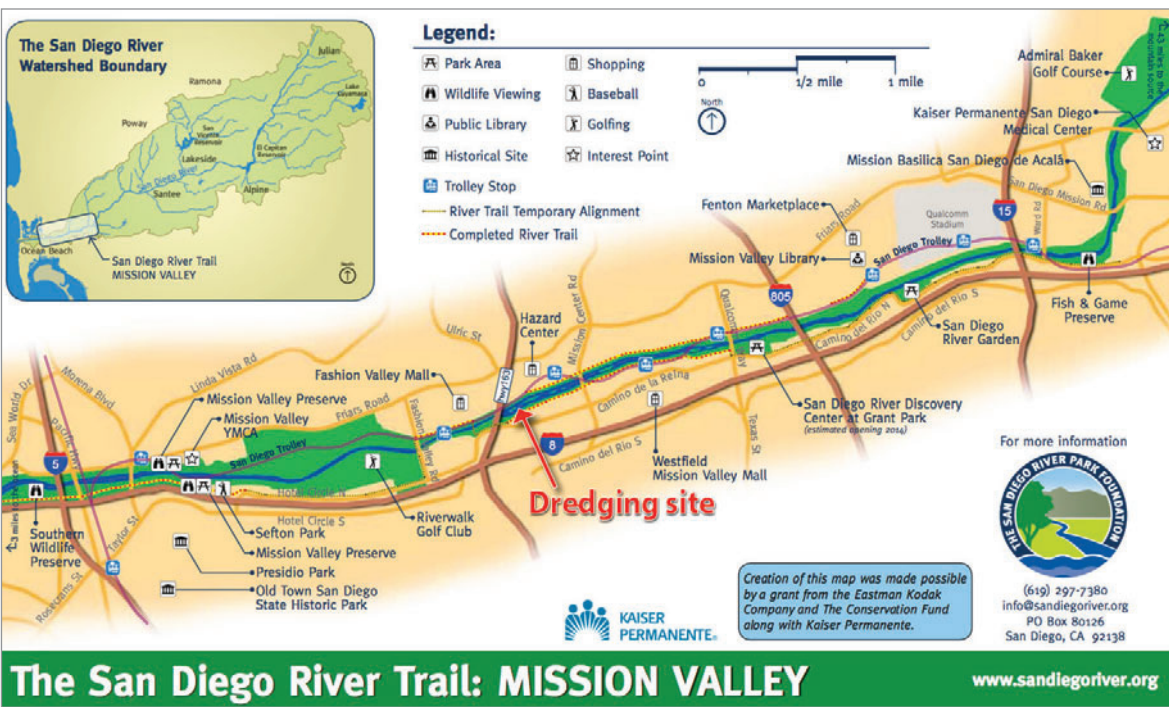 The San Diego River
Watershed Boundary
Julian
Ramona
Lake
Cuyamaca
Poway
San
Vicente
Reservoir
El Capitan
Reservoir
Lakeside
San Diego River
Santee
Alpine
Ocean Beach
San Diego River Trail
MISSION VALLEY
North
Legend:
Park Area
Shopping
Wildlife Viewing
Baseball
Public Library
Golfing
Historical Site
Interest Point
Trolley Stop
River Trail Temporary Alignment
Completed River Trail
0
1/2 mile
1 mile
North
Admiral Baker
Golf Course
Kaiser Permanente San Diego
Medical Center
Mission Basilica San Diego de Acalá
San Diego Mission Rd
Fenton Marketplace
Friars Road
Qualcomm
Stadium
15
Ward Rd
San Diego Trolley
Mission Valley Library
805
Fish & Game
Preserve
San Diego
River Garden
Camino del Rio N
Camino del Rio S
Ulric St
Hazard
Center
Mission Center Rd
Linda Vista Rd
Fashion Valley Mall
hwy163
Camino de la Reina
Texas St
San Diego River Discovery
Center at Grant Park
(estimated opening 2014)
8
Camino del Rio S
Westfield
Mission Valley Mall
Sea World Dr
Morena Blvd
Pacific Hwy
5
Mission Valley Preserve
Mission Valley
YMCA
Friars Road
Fashion Valley Rd
San Diego Trolley
Hotel Circle N
Hotel Circle S
Riverwalk
Golf Club
Dredging site
Southern
Wildlife
Preserve
Taylor St
Rosecrans St
Sefton Park
Mission Valley Preserve
Presidio Park
Old Town San Diego
State Historic Park
KAISER
PERMANENTE®
Creation of this map was made possible
by a grant from the Eastman Kodak
Company and The Conservation Fund
along with Kaiser Permanente.
For more information
THE SAN DIEGO RIVER PARK FOUNDATION
(619) 297-7380
info@sandiegoriver.org
PO Box 80126
San Diego, CA 92138
The San Diego River Trail: MISSION VALLEY
www.sandiegoriver.org